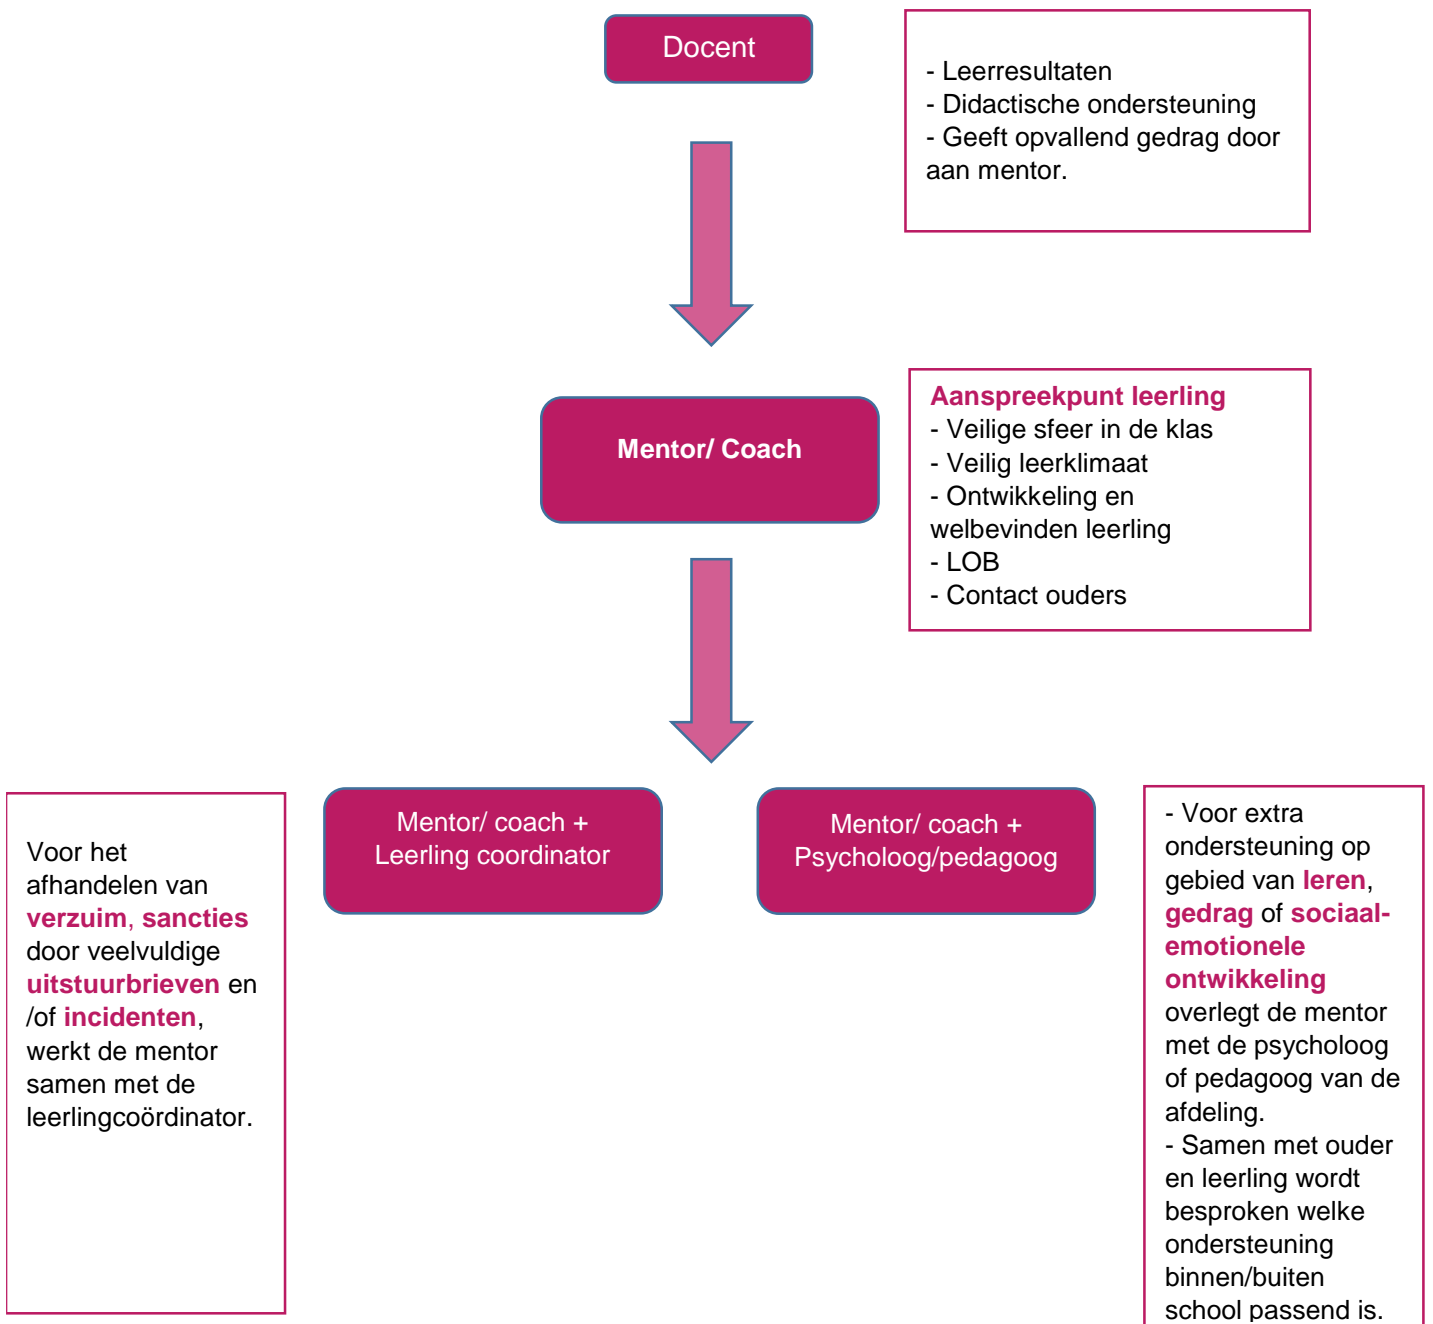 Docent
- Leerresultaten
- Didactische ondersteuning
- Geeft opvallend gedrag door
aan mentor.
Mentor/ Coach
Aanspreekpunt leerling
- Veilige sfeer in de klas
- Veilig leerklimaat
- Ontwikkeling en
welbevinden leerling
- LOB
- Contact ouders
Voor het
afhandelen van
verzuim, sancties
door veelvuldige
uitstuurbrieven en
/of incidenten,
werkt de mentor
samen met de
leerlingcoördinator.
Mentor/ coach +
Leerling coordinator
Mentor/ coach +
Psycholoog/pedagoog
- Voor extra
ondersteuning op
gebied van leren,
gedrag of sociaal-
emotionele
ontwikkeling
overlegt de mentor
met de psycholoog
of pedagoog van de
afdeling.
- Samen met ouder
en leerling wordt
besproken welke
ondersteuning
binnen/buiten
school passend is.